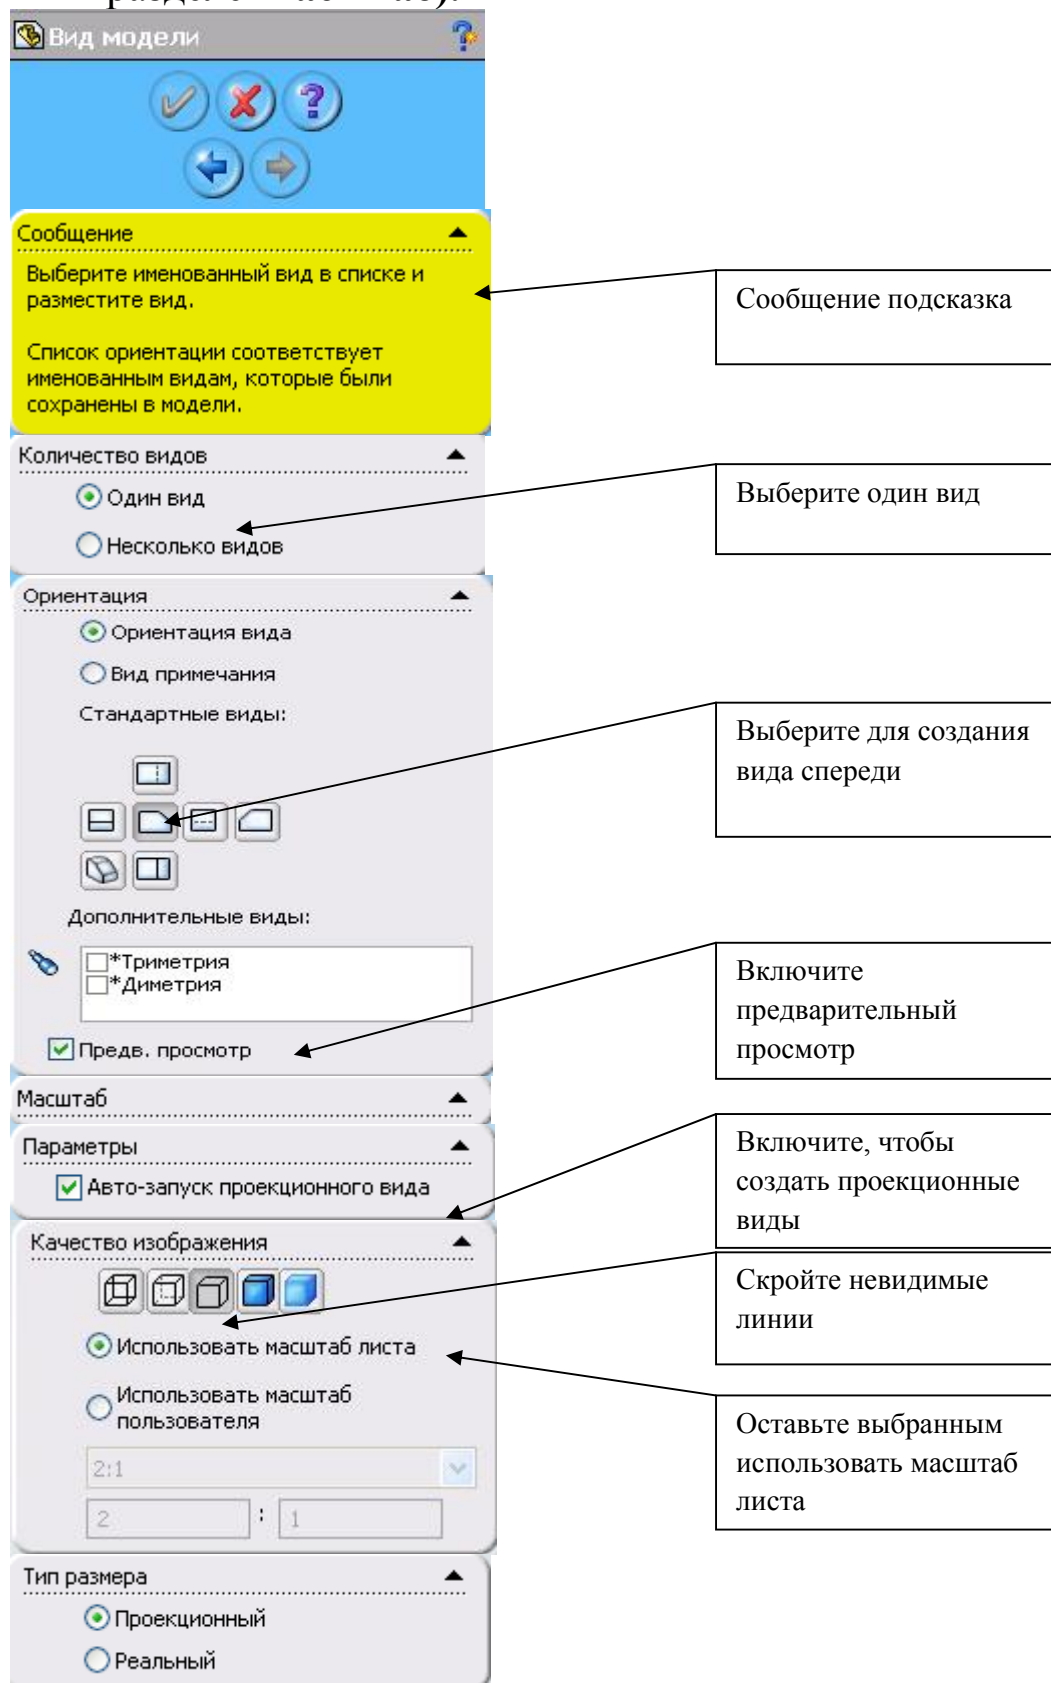 Вид модели
Сообщение
Выберите именованный вид в списке и
разместите вид.
Список ориентации соответствует
именованным видам, которые были
сохранены в модели.
Сообщение подсказка
Количество видов
Один вид
Несколько видов
Выберите один вид
Ориентация
Ориентация вида
Вид примечания
Стандартные виды:
Выберите для создания
вида спереди
Дополнительные виды:
*Триметрия
*Диметрия
Предв. просмотр
Включите
предварительный
просмотр
Масштаб
Параметры
Авто-запуск проекционного вида
Включите, чтобы
создать проекционные
виды
Качество изображения
Скройте невидимые
линии
Использовать масштаб листа
Использовать масштаб
пользователя
2:1
2 : 1
Оставьте выбранным
использовать масштаб
листа
Тип размера
Проекционный
Реальный